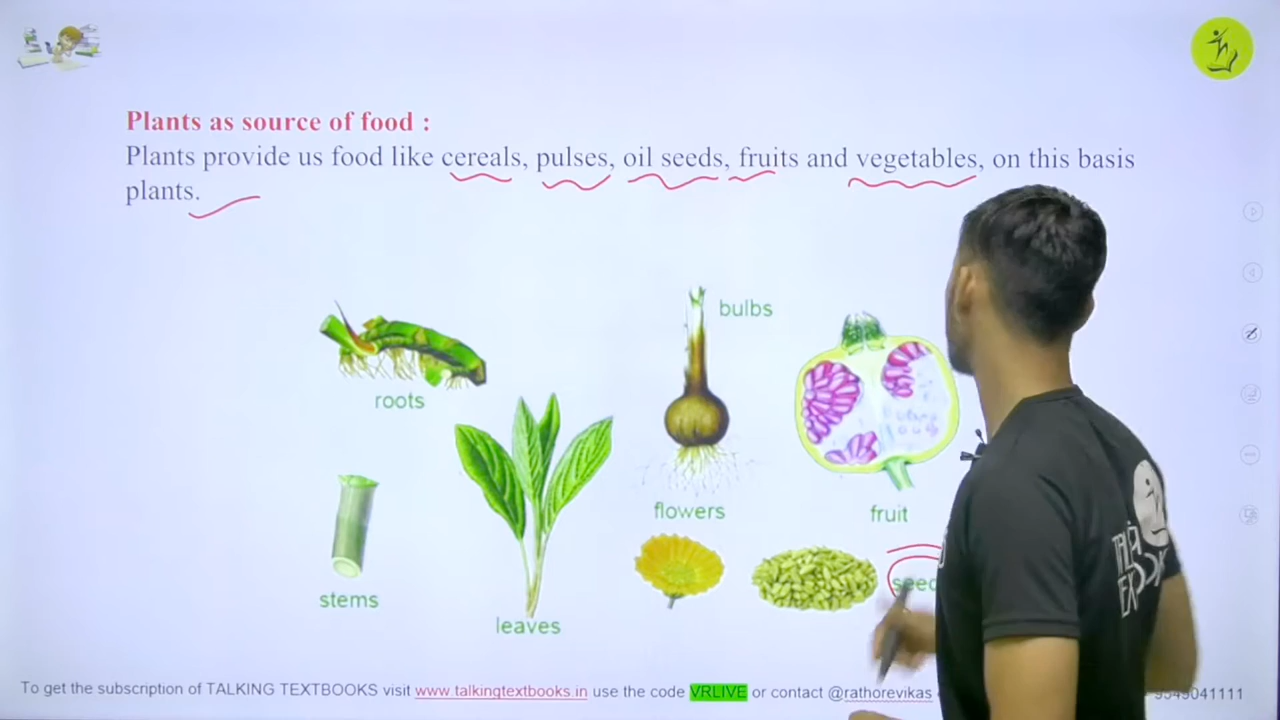 Plants as source of food :
Plants provide us food like cereals, pulses, oil seeds, fruits and vegetables, on this basis
plants.
bulbs
roots
flowers
fruit
stems
leaves
To get the subscription of TALKING TEXTBOOKS visit www.talkingtextbooks.in use the code VRLIVE or contact @rathorevikas